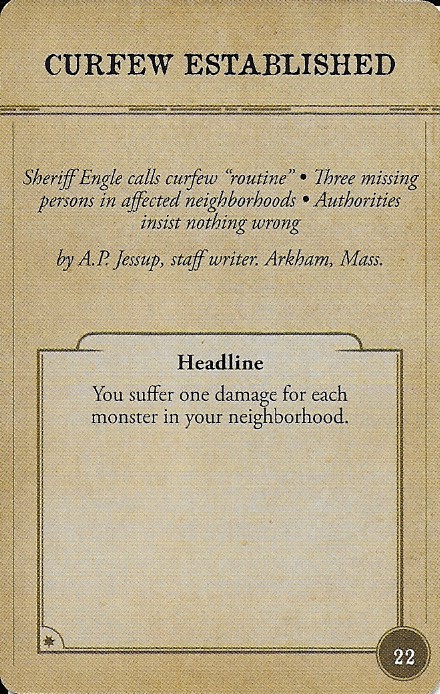 CURFEW ESTABLISHED
Sheriff Engle calls curfew “routine” • Three missing
persons in affected neighborhoods • Authorities
insist nothing wrong
by A.P. Jessup, staff writer. Arkham, Mass.
Headline
You suffer one damage for each
monster in your neighborhood.
22